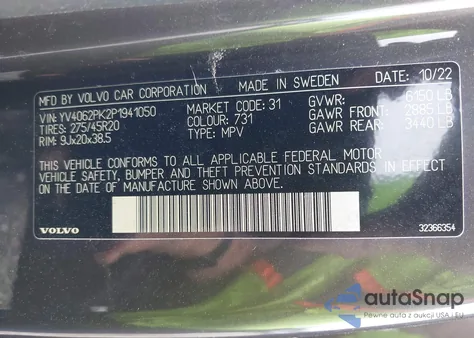 MFD BY VOLVO CAR CORPORATION MADE IN SWEDEN DATE: 10/22
VIN: YV4062PK2P1941050 MARKET CODE: 31 GVWR: 6150 LB
TIRES: 275/45R20 COLOUR: 731 GAWR FRONT: 2885 LB
RIM: 9Jx20x38.5 TYPE: MPV GAWR REAR: 3440 LB
THIS VEHICLE CONFORMS TO ALL APPLICABLE FEDERAL MOTOR
VEHICLE SAFETY, BUMPER AND THEFT PREVENTION STANDARDS IN EFFECT
ON THE DATE OF MANUFACTURE SHOWN ABOVE.
VOLVO 32366354
autoSnap
Pewne auta z aukcji USA i EU